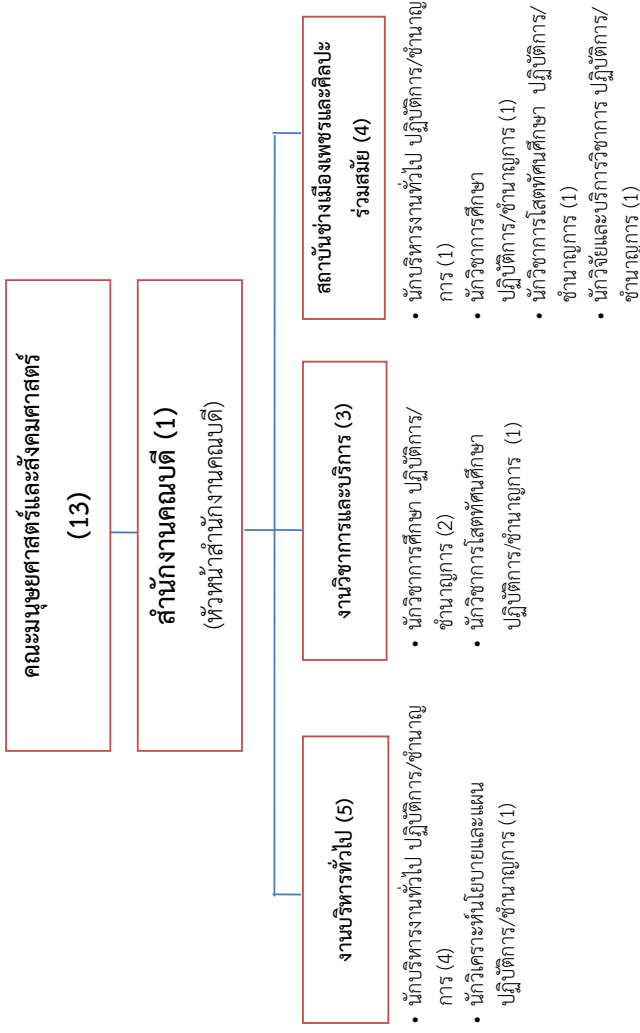 คณะมนุษยศาสตร์และสังคมศาสตร์
(13)
สำนักงานคณบดี (1)
(หัวหน้าสำนักงานคณบดี)
งานบริหารทั่วไป (5)
• นักบริหารงานทั่วไป ปฏิบัติการ/ชำนาญ
การ (4)
• นักวิเคราะห์นโยบายและแผน
ปฏิบัติการ/ชำนาญการ (1)
งานวิชาการและบริการ (3)
• นักวิชาการศึกษา ปฏิบัติการ/
ชำนาญการ (2)
• นักวิชาการโสตทัศนศึกษา
ปฏิบัติการ/ชำนาญการ (1)
สถาบันช่างเมืองเพชรและศิลปะ
ร่วมสมัย (4)
• นักบริหารงานทั่วไป ปฏิบัติการ/ชำนาญ
การ (1)
• นักวิชาการศึกษา
ปฏิบัติการ/ชำนาญการ (1)
• นักวิชาการโสตทัศนศึกษา ปฏิบัติการ/
ชำนาญการ (1)
• นักวิจัยและบริการวิชาการ ปฏิบัติการ/
ชำนาญการ (1)